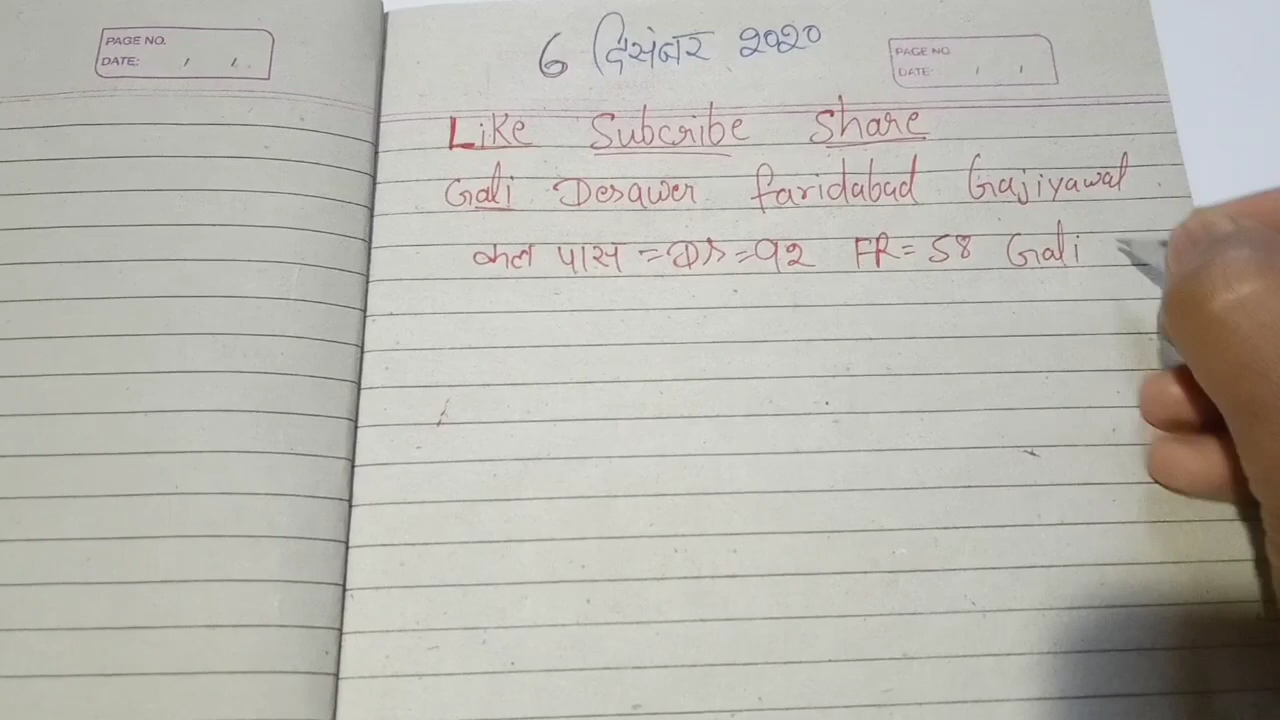 PAGE NO.
DATE: / /
6 दिसंबर 2020
PAGE NO
DATE: / /
Like Subcribe Share
Gali Desawer faridabad Gajiyawal
कल पास = DS = 92 FR = 58 Gali